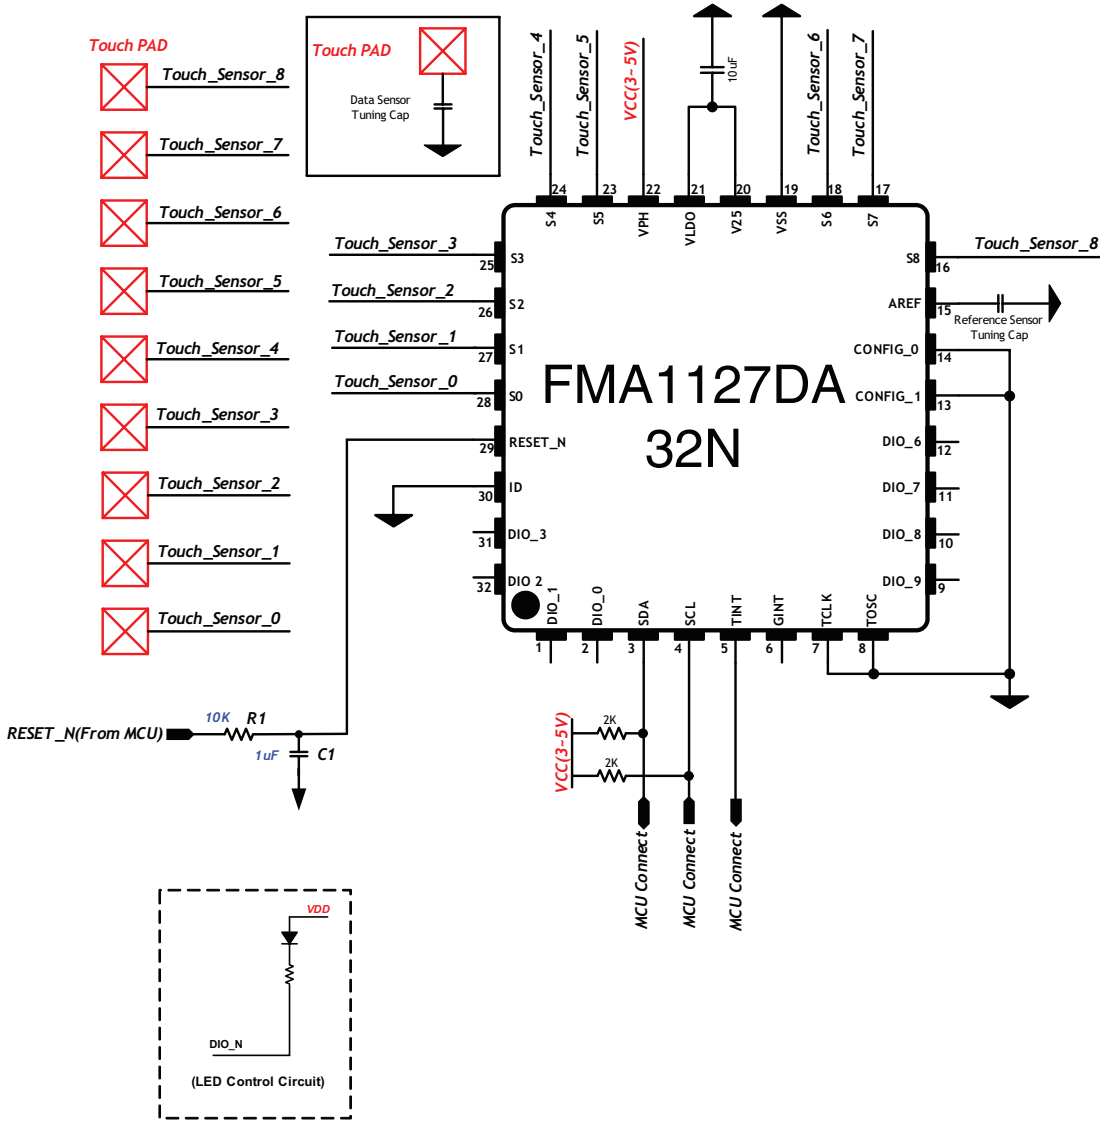 Touch PAD
Touch_Sensor_8
Touch_Sensor_7
Touch_Sensor_6
Touch_Sensor_5
Touch_Sensor_4
Touch_Sensor_3
Touch_Sensor_2
Touch_Sensor_1
Touch_Sensor_0
Touch PAD
Data Sensor
Tuning Cap
Touch_Sensor_4
Touch_Sensor_5
VCC(3~5V)
10uF
Touch_Sensor_6
Touch_Sensor_7
24
23
22
21
20
19
18
17
S4
S5
VPH
VLDO
V25
VSS
S6
S7
Touch_Sensor_3
25
S3
Touch_Sensor_2
26
S2
Touch_Sensor_1
27
S1
Touch_Sensor_0
28
S0
29
RESET_N
30
ID
31
DIO_3
32
DIO 2
FMA1127DA
32N
S8
16
Touch_Sensor_8
AREF
15
Reference Sensor
Tuning Cap
CONFIG_0
14
CONFIG_1
13
DIO_6
12
DIO_7
11
DIO_8
10
DIO_9
9
DIO_1
DIO_0
SDA
SCL
TINT
GINT
TCLK
TOSC
1
2
3
4
5
6
7
8
RESET_N(From MCU)
10K
R1
1uF
C1
VCC(3~5V)
2K
2K
MCU Connect
MCU Connect
MCU Connect
VDD
DIO_N
(LED Control Circuit)